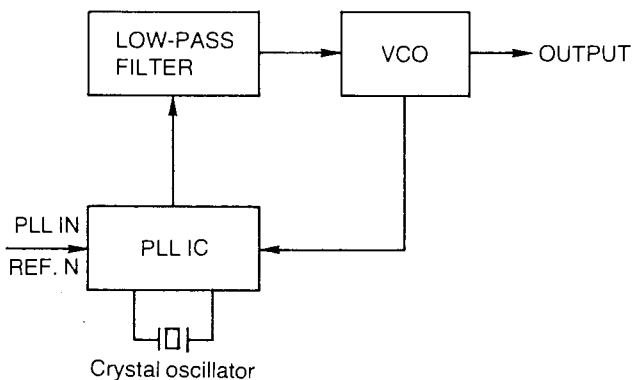 LOW-PASS
FILTER
VCO
OUTPUT
PLL IN
REF. N
PLL IC
Crystal oscillator